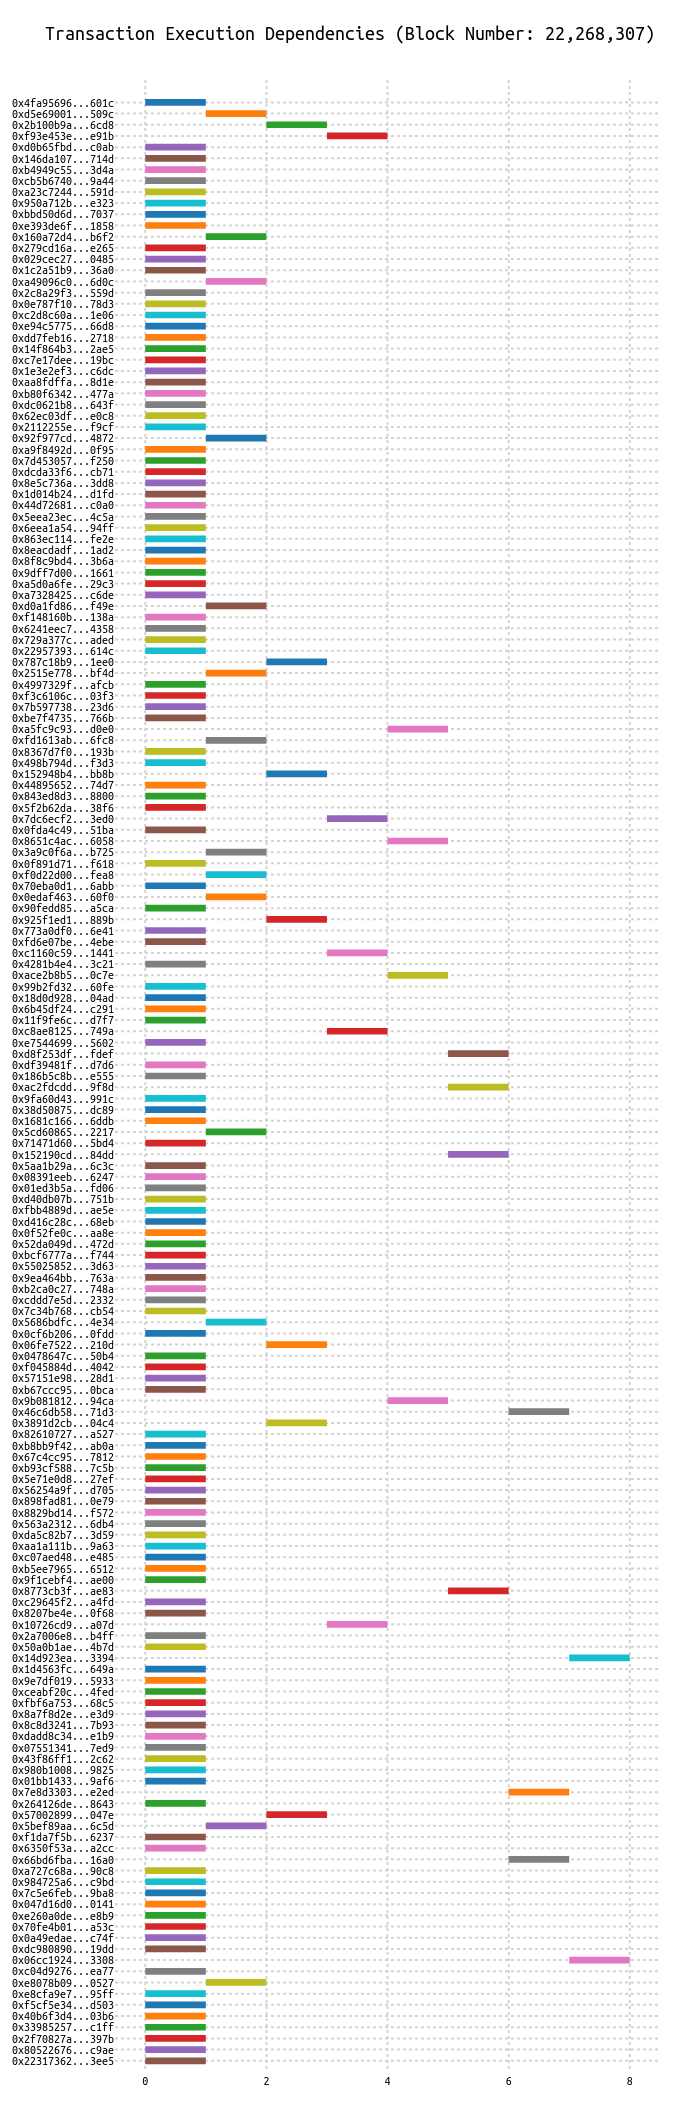 Transaction Execution Dependencies (Block Number: 22,268,307)
0x4fa95696...601c
0xd5e69001...509c
0x2b100b9a...6cd8
0xf93e453e...e91b
0xd0b65fbd...c0ab
0x146da107...714d
0xb4949c55...3d4a
0xcb5b6740...9a44
0xa23c7244...591d
0x950a712b...e323
0xbbd50d6d...7037
0xe393de6f...1858
0x160a72d4...b6f2
0x279cd16a...e265
0x029cec27...0485
0x1c2a51b9...36a0
0xa49096c0...6d0c
0x2c8a29f3...559d
0x0e787f10...78d3
0xc2d8c60a...1e06
0xe94c5775...66d8
0xdd7feb16...2718
0x14f864b3...2ae5
0xc7e17dee...19bc
0x1e3e2ef3...c6dc
0xaa8fdffa...8d1e
0xb80f6342...477a
0xdc0621b8...643f
0x62ec03df...e0c8
0x2112255e...f9cf
0x92f977cd...4872
0xa9f8492d...0f95
0x7d453057...f250
0xdcda33f6...cb71
0x8e5c736a...3dd8
0x1d014b24...d1fd
0x44d72681...c0a0
0x5eea23ec...4c5a
0x6eea1a54...94ff
0x863ec114...fe2e
0x8eacdadf...1ad2
0x8f8c9bd4...3b6a
0x9dff7d00...1661
0xa5d0a6fe...29c3
0xa7328425...c6de
0xd0a1fd86...f49e
0xf148160b...138a
0x6241eec7...4358
0x729a377c...aded
0x22957393...614c
0x787c18b9...1ee0
0x2515e778...bf4d
0x4997329f...afcb
0xf3c6106c...03f3
0x7b597738...23d6
0xbe7f4735...766b
0xa5fc9c93...d0e0
0xfd1613ab...6fc8
0x8367d7f0...193b
0x498b794d...f3d3
0x152948b4...bb8b
0x44895652...74d7
0x843ed8d3...8800
0x5f2b62da...38f6
0x7dc6ecf2...3ed0
0x0fda4c49...51ba
0x8651c4ac...6058
0x3a9c0f6a...b725
0x0f891d71...f618
0xf0d22d00...fea8
0x70eba0d1...6abb
0x0edaf463...60f0
0x90fedd85...a5ca
0x925f1ed1...889b
0x773a0df0...6e41
0xfd6e07be...4ebe
0xc1160c59...1441
0x4281b4e4...3c21
0xace2b8b5...0c7e
0x99b2fd32...60fe
0x18d0d928...04ad
0x6b45df24...c291
0x11f9fe6c...d7f7
0xc8ae8125...749a
0xe7544699...5602
0xd8f253df...fdef
0xdf39481f...d7d6
0x186b5c8b...e555
0xac2fdcdd...9f8d
0x9fa60d43...991c
0x38d50875...dc89
0x1681c166...6ddb
0x5cd60865...2217
0x71471d60...5bd4
0x152190cd...84dd
0x5aa1b29a...6c3c
0x08391eeb...6247
0x01ed3b5a...fd06
0xd40db07b...751b
0xfbb4889d...ae5e
0xd416c28c...68eb
0x0f52fe0c...aa8e
0x52da049d...472d
0xbcf6777a...f744
0x55025852...3d63
0x9ea464bb...763a
0xb2ca0c27...748a
0xcddd7e5d...2332
0x7c34b768...cb54
0x5686bdfc...4e34
0x0cf6b206...0fdd
0x06fe7522...210d
0x0478647c...50b4
0xf045884d...4042
0x57151e98...28d1
0xb67ccc95...0bca
0x9b081812...94ca
0x46c6db58...71d3
0x3891d2cb...04c4
0x82610727...a527
0xb8bb9f42...ab0a
0x67c4cc95...7812
0xb93cf588...7c5b
0x5e71e0d8...27ef
0x56254a9f...d705
0x898fad81...0e79
0x8829bd14...f572
0x563a2312...6db4
0xda5c82b7...3d59
0xaa1a111b...9a63
0xc07aed48...e485
0xb5ee7965...6512
0x9f1cebf4...ae00
0x8773cb3f...ae83
0xc29645f2...a4fd
0x8207be4e...0f68
0x10726cd9...a07d
0x2a7006e8...b4ff
0x50a0b1ae...4b7d
0x14d923ea...3394
0x1d4563fc...649a
0x9e7df019...5933
0xceabf20c...4fed
0xfbf6a753...68c5
0x8a7f8d2e...e3d9
0x8c8d3241...7b93
0xdadd8c34...e1b9
0x07551341...7ed9
0x43f86ff1...2c62
0x980b1008...9825
0x01bb1433...9af6
0x7e8d3303...e2ed
0x264126de...8643
0x57002899...047e
0x5bef89aa...6c5d
0xf1da7f5b...6237
0x6350f53a...a2cc
0x66bd6fba...16a0
0xa727c68a...90c8
0x984725a6...c9bd
0x7c5e6feb...9ba8
0x047d16d0...0141
0xe260a0de...e8b9
0x70fe4b01...a53c
0x0a49edae...c74f
0xdc980890...19dd
0x06cc1924...3308
0xc04d9276...ea77
0xe8078b09...0527
0xe8cfa9e7...95ff
0xf5cf5e34...d503
0x40b6f3d4...03b6
0x33985257...c1ff
0x2f70827a...397b
0x80522676...c9ae
0x22317362...3ee5
0 2 4 6 8